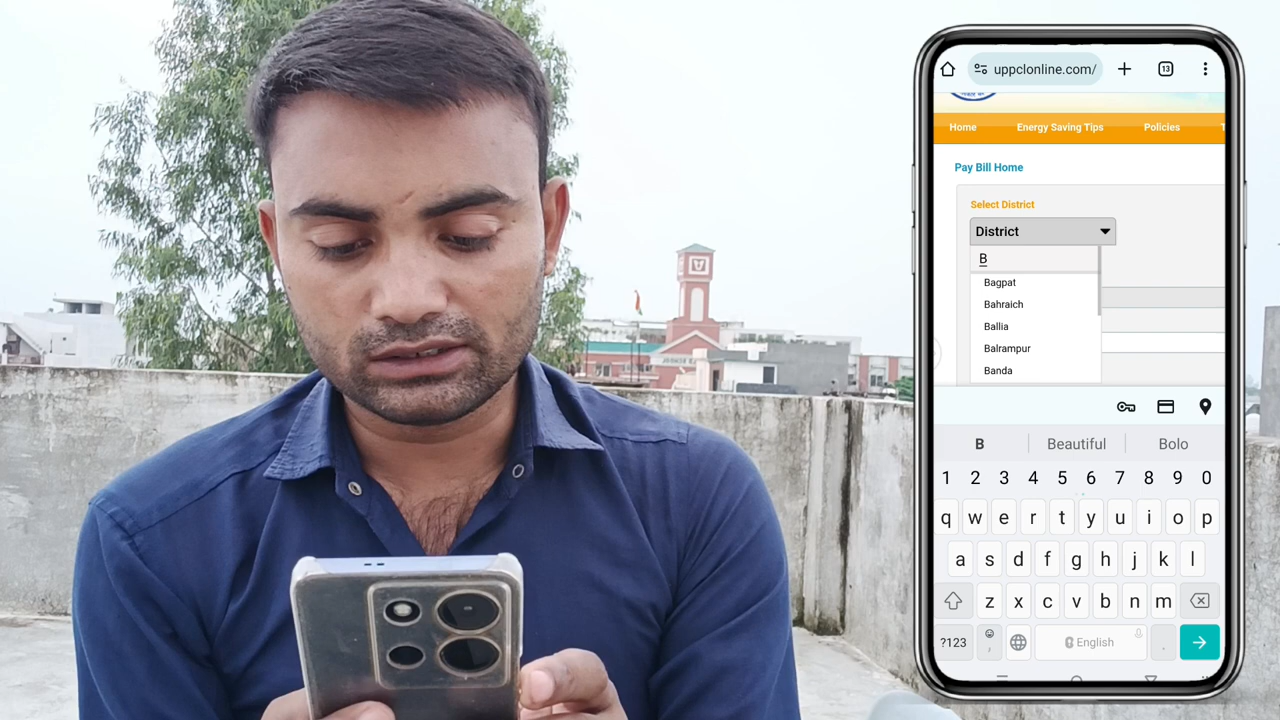 uppclonline.com/
13
Home
Energy Saving Tips
Policies
T
Pay Bill Home
Select District
District
B
Bagpat
Bahraich
Ballia
Balrampur
Banda
B
Beautiful
Bolo
1 2 3 4 5 6 7 8 9 0
q w e r t y u i o p
a s d f g h j k l
z x c v b n m
?123
,
English
.